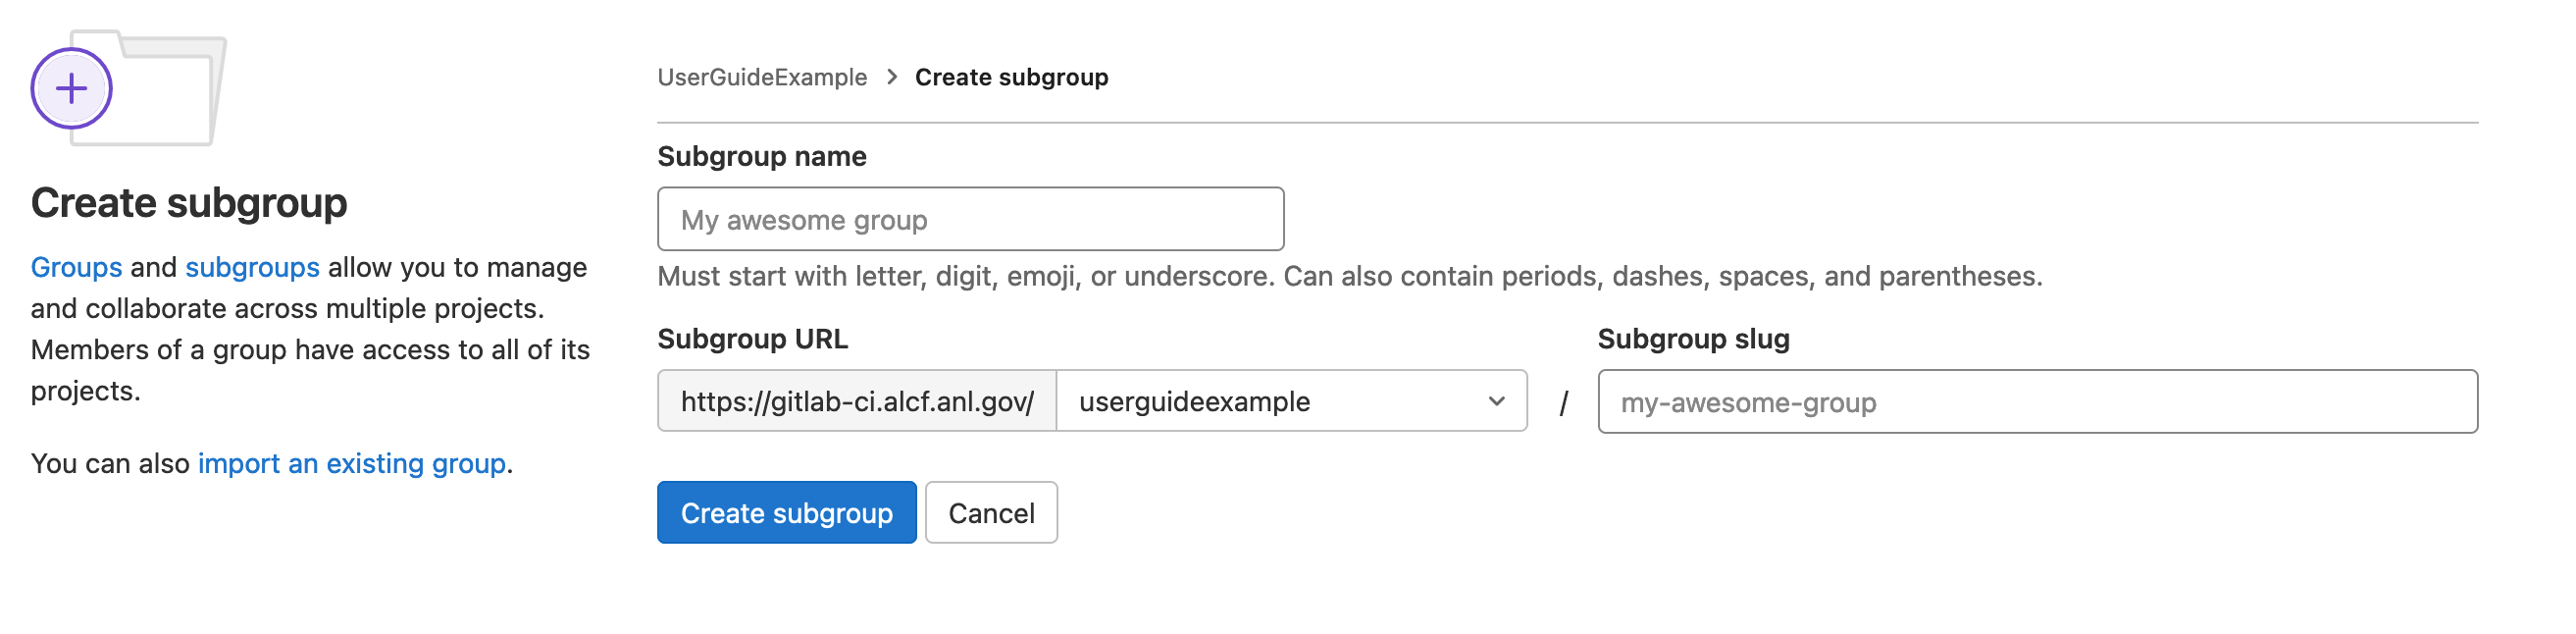 Create subgroup
Groups and subgroups allow you to manage
and collaborate across multiple projects.
Members of a group have access to all of its
projects.
You can also import an existing group.
UserGuideExample > Create subgroup
Subgroup name
My awesome group
Must start with letter, digit, emoji, or underscore. Can also contain periods, dashes, spaces, and parentheses.
Subgroup URL
https://gitlab-ci.alcf.anl.gov/ userguideexample /
Subgroup slug
my-awesome-group
Create subgroup
Cancel